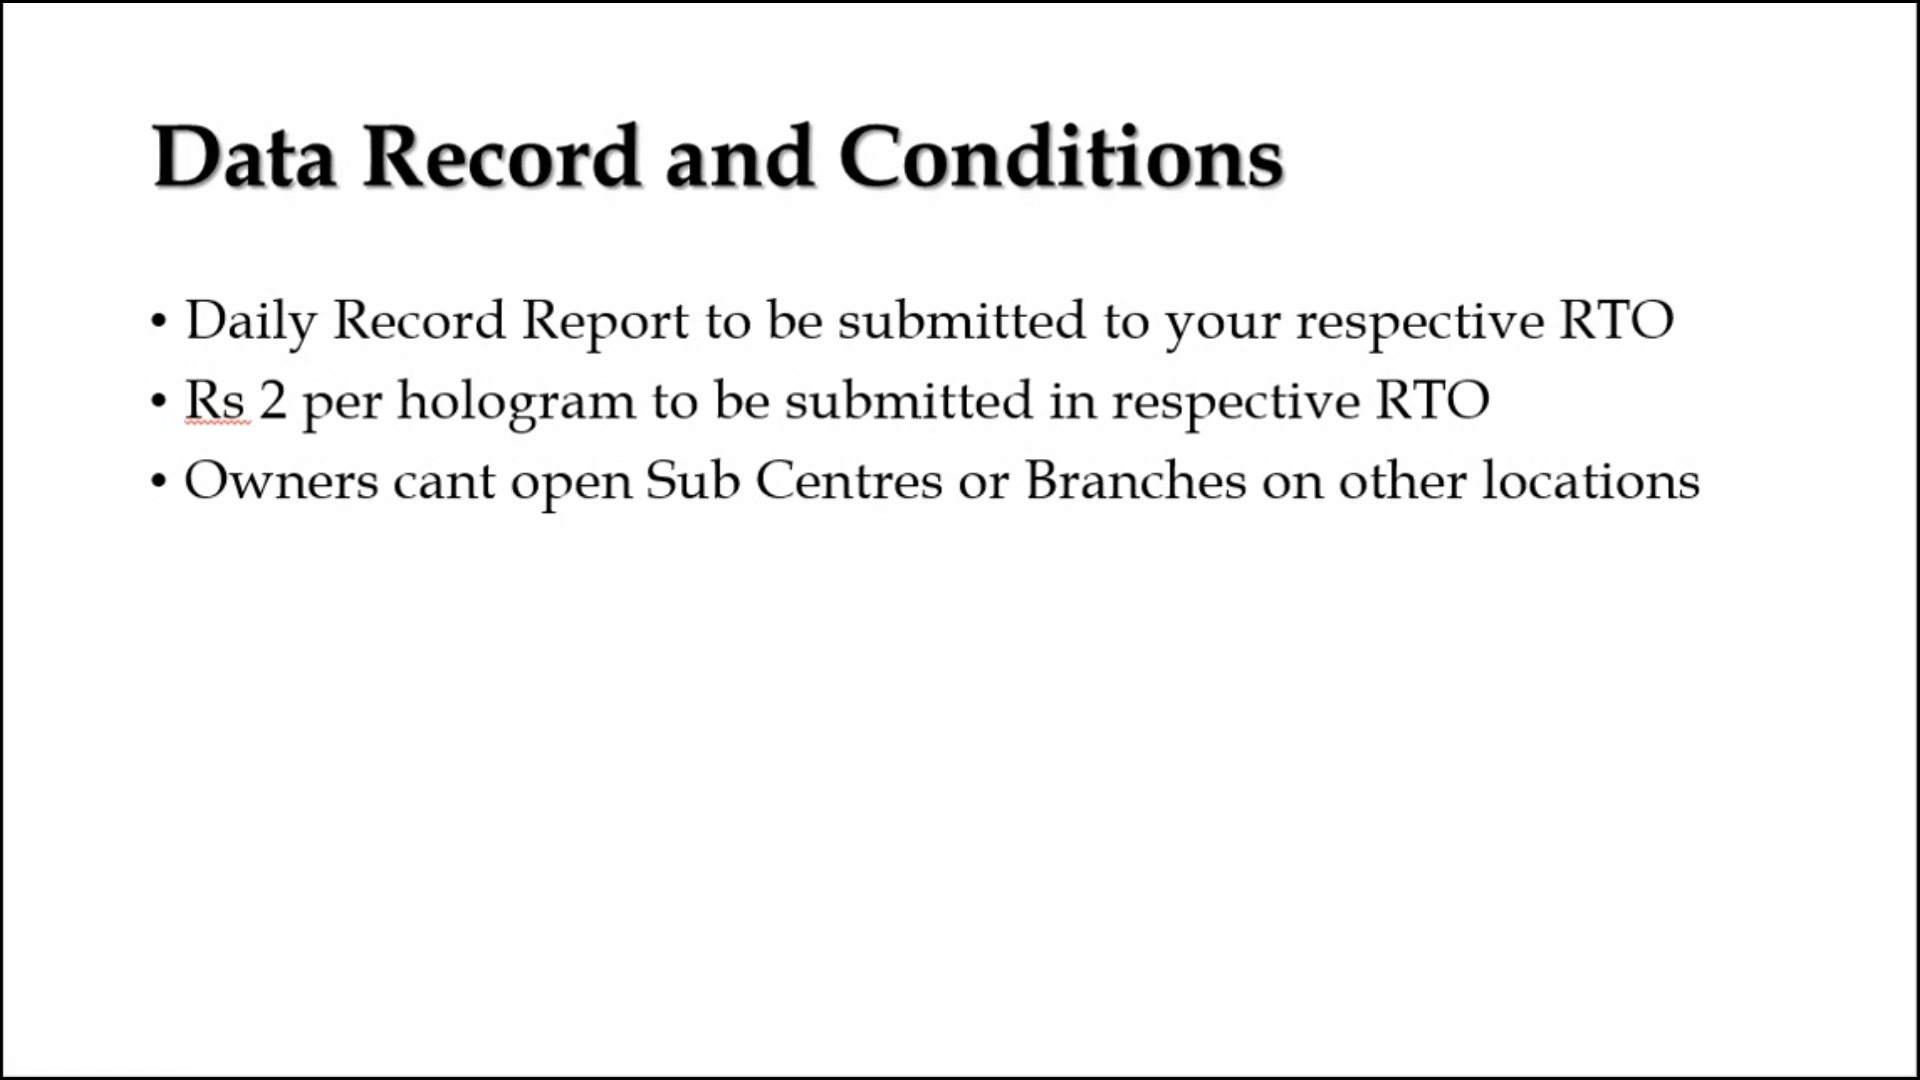 Data Record and Conditions
• Daily Record Report to be submitted to your respective RTO
• Rs 2 per hologram to be submitted in respective RTO
• Owners cant open Sub Centres or Branches on other locations